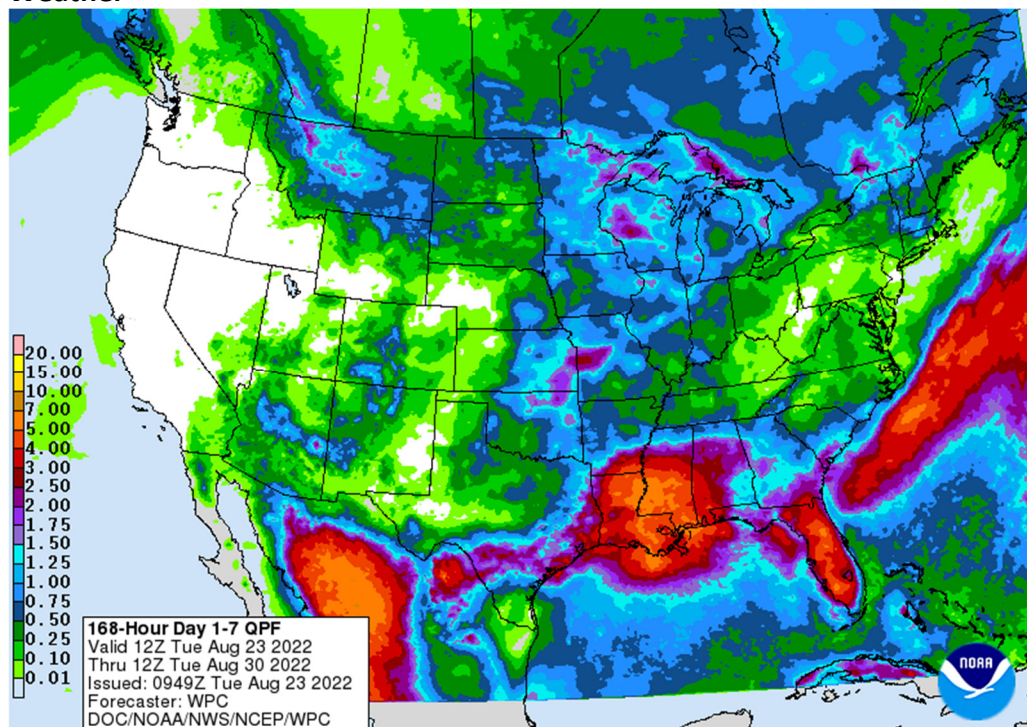 20.00
15.00
10.00
7.00
5.00
4.00
3.00
2.50
2.00
1.75
1.50
1.25
1.00
0.75
0.50
0.25
0.10
0.01
168-Hour Day 1-7 QPF
Valid 12Z Tue Aug 23 2022
Thru 12Z Tue Aug 30 2022
Issued: 0949Z Tue Aug 23 2022
Forecaster: WPC
DOC/NOAA/NWS/NCEP/WPC
NOAA